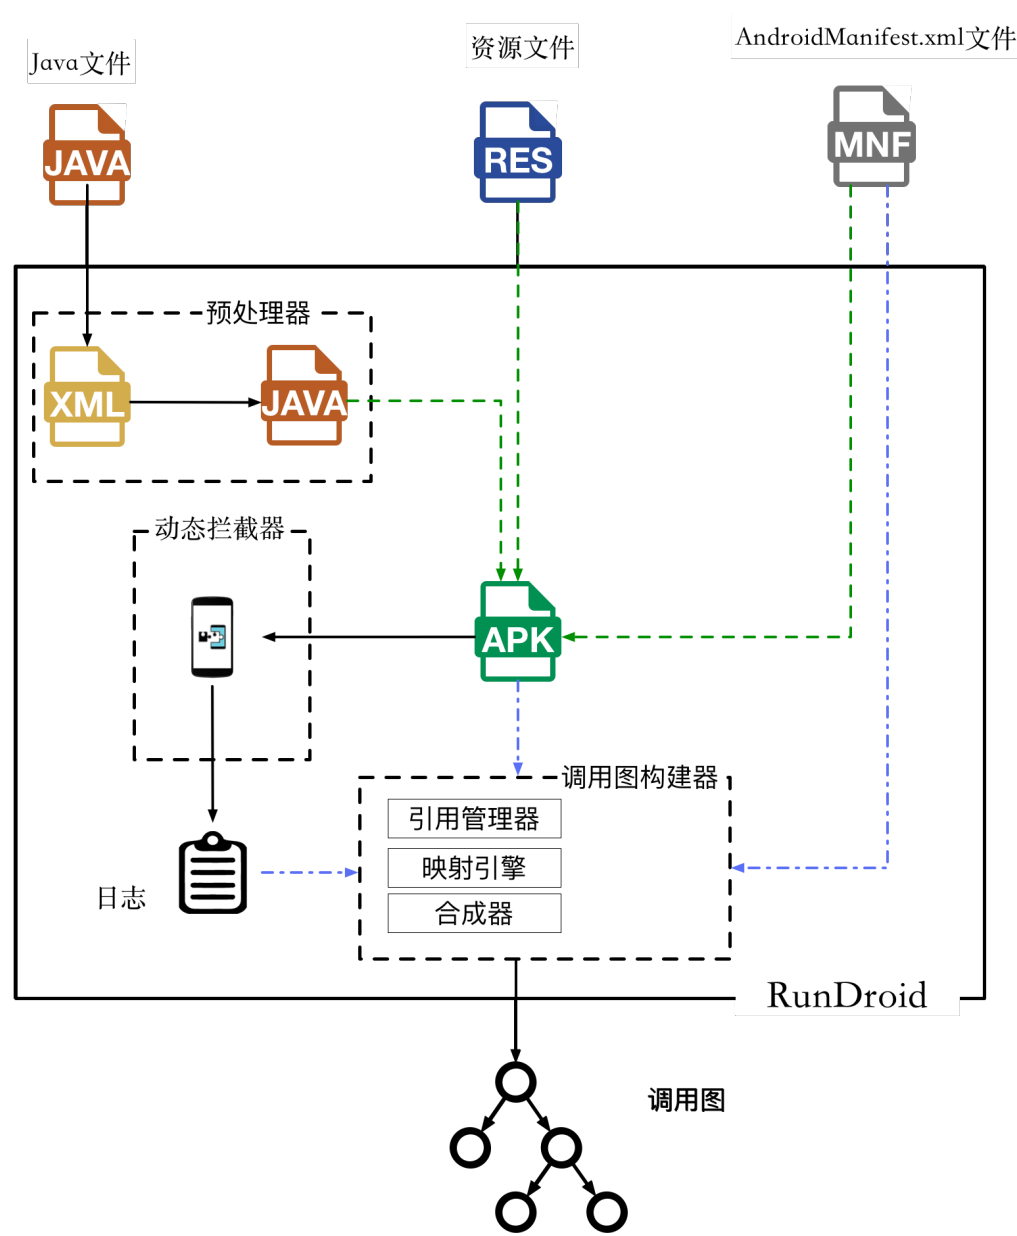 Java文件
资源文件
AndroidManifest.xml文件
JAVA
RES
MNF
预处理器
XML
JAVA
动态拦截器
APK
调用图构建器
引用管理器
映射引擎
合成器
日志
RunDroid
调用图